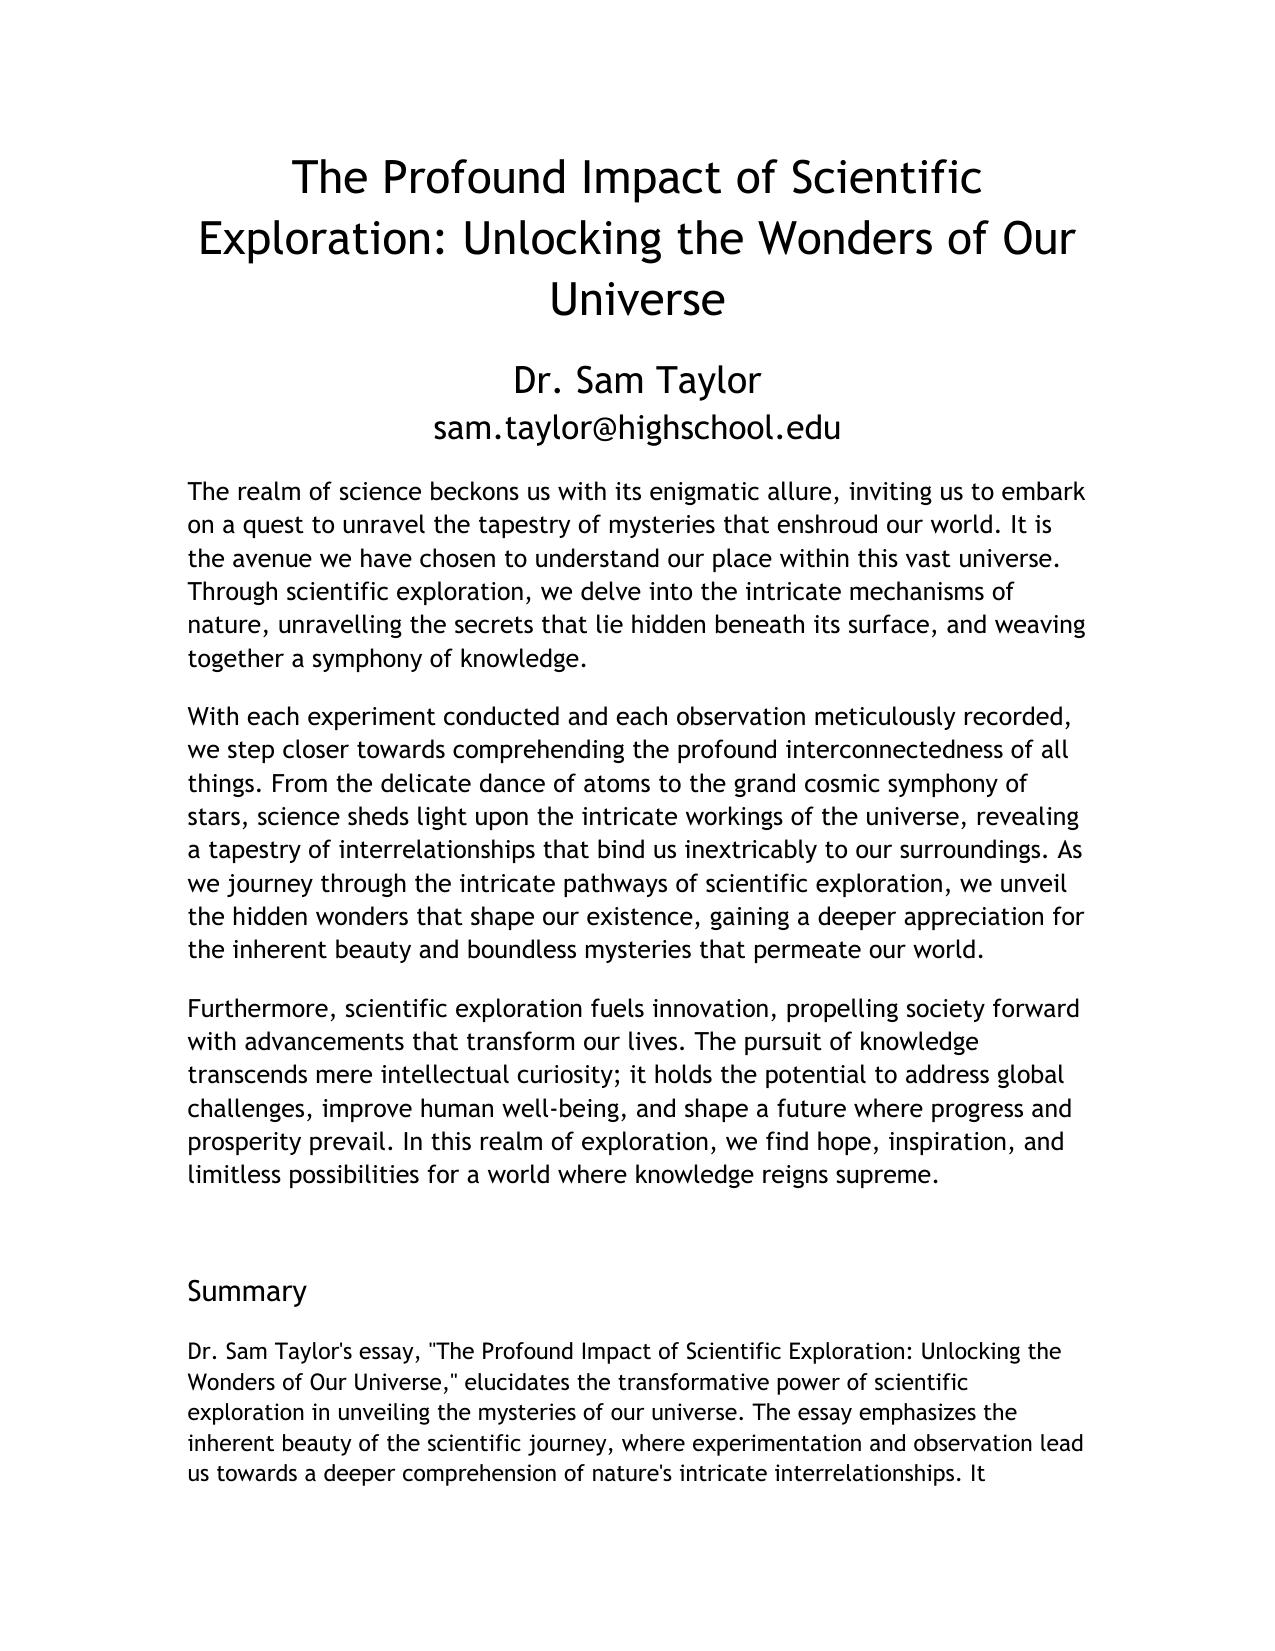 The Profound Impact of Scientific
Exploration: Unlocking the Wonders of Our
Universe
Dr. Sam Taylor
sam.taylor@highschool.edu
The realm of science beckons us with its enigmatic allure, inviting us to embark
on a quest to unravel the tapestry of mysteries that enshroud our world. It is
the avenue we have chosen to understand our place within this vast universe.
Through scientific exploration, we delve into the intricate mechanisms of
nature, unravelling the secrets that lie hidden beneath its surface, and weaving
together a symphony of knowledge.
With each experiment conducted and each observation meticulously recorded,
we step closer towards comprehending the profound interconnectedness of all
things. From the delicate dance of atoms to the grand cosmic symphony of
stars, science sheds light upon the intricate workings of the universe, revealing
a tapestry of interrelationships that bind us inextricably to our surroundings. As
we journey through the intricate pathways of scientific exploration, we unveil
the hidden wonders that shape our existence, gaining a deeper appreciation for
the inherent beauty and boundless mysteries that permeate our world.
Furthermore, scientific exploration fuels innovation, propelling society forward
with advancements that transform our lives. The pursuit of knowledge
transcends mere intellectual curiosity; it holds the potential to address global
challenges, improve human well-being, and shape a future where progress and
prosperity prevail. In this realm of exploration, we find hope, inspiration, and
limitless possibilities for a world where knowledge reigns supreme.
Summary
Dr. Sam Taylor's essay, "The Profound Impact of Scientific Exploration: Unlocking the
Wonders of Our Universe," elucidates the transformative power of scientific
exploration in unveiling the mysteries of our universe. The essay emphasizes the
inherent beauty of the scientific journey, where experimentation and observation lead
us towards a deeper comprehension of nature's intricate interrelationships. It